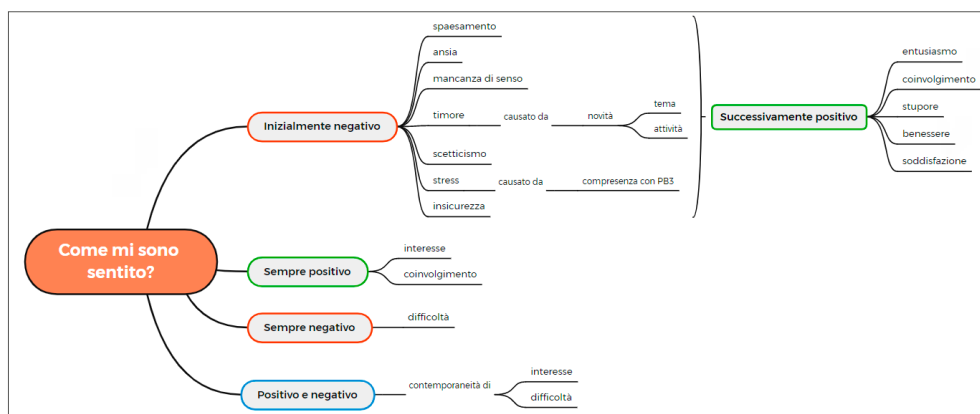 Come mi sono
sentito?
Inizialmente negativo
spaesamento
ansia
mancanza di senso
timore
causato da
novità
tema
attività
scetticismo
stress
causato da
compresenza con PB3
insicurezza
Successivamente positivo
entusiasmo
coinvolgimento
stupore
benessere
soddisfazione
Sempre positivo
interesse
coinvolgimento
Sempre negativo
difficoltà
Positivo e negativo
contemporaneità di
interesse
difficoltà